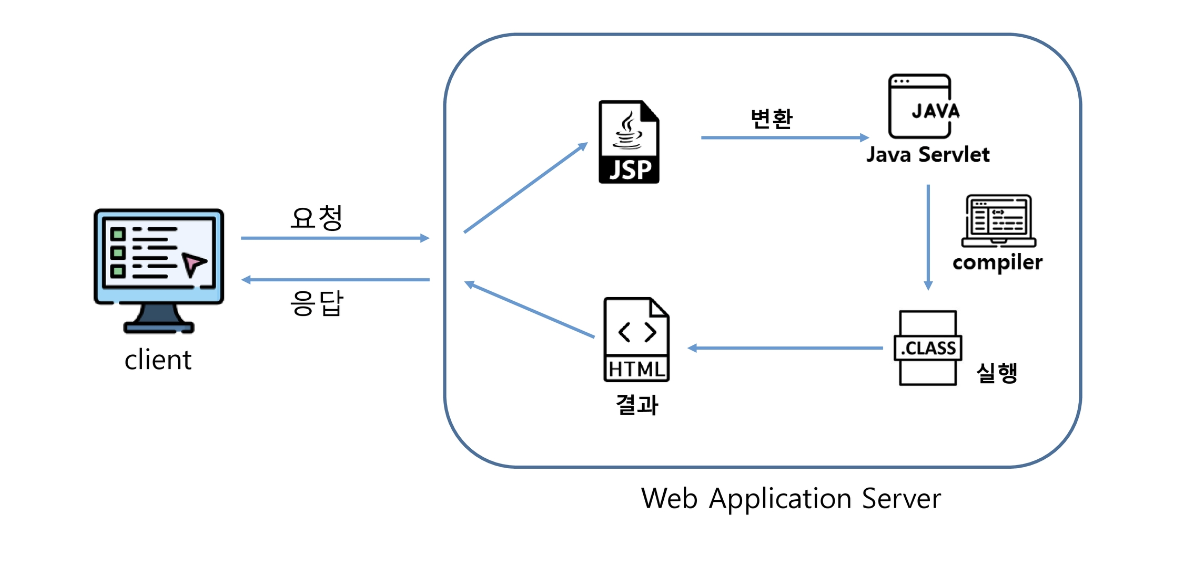 변환
JAVA
Java Servlet
JSP
요청
compiler
응답
client
.CLASS
실행
HTML
결과
Web Application Server